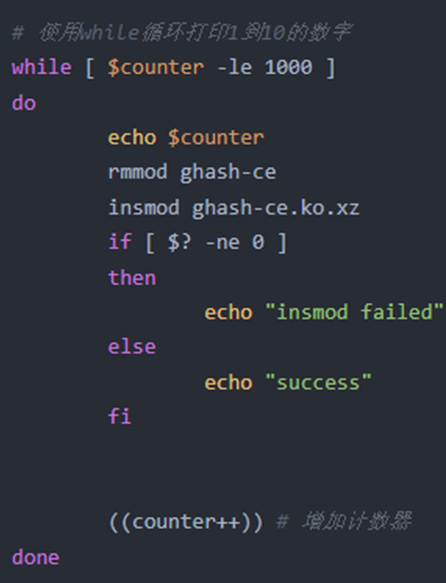 # 使用while循环打印1到10的数字
while [ $counter -le 1000 ]
do
echo $counter
rmmod ghash-ce
insmod ghash-ce.ko.xz
if [ $? -ne 0 ]
then
echo "insmod failed"
else
echo "success"
fi
((counter++)) # 增加计数器
done